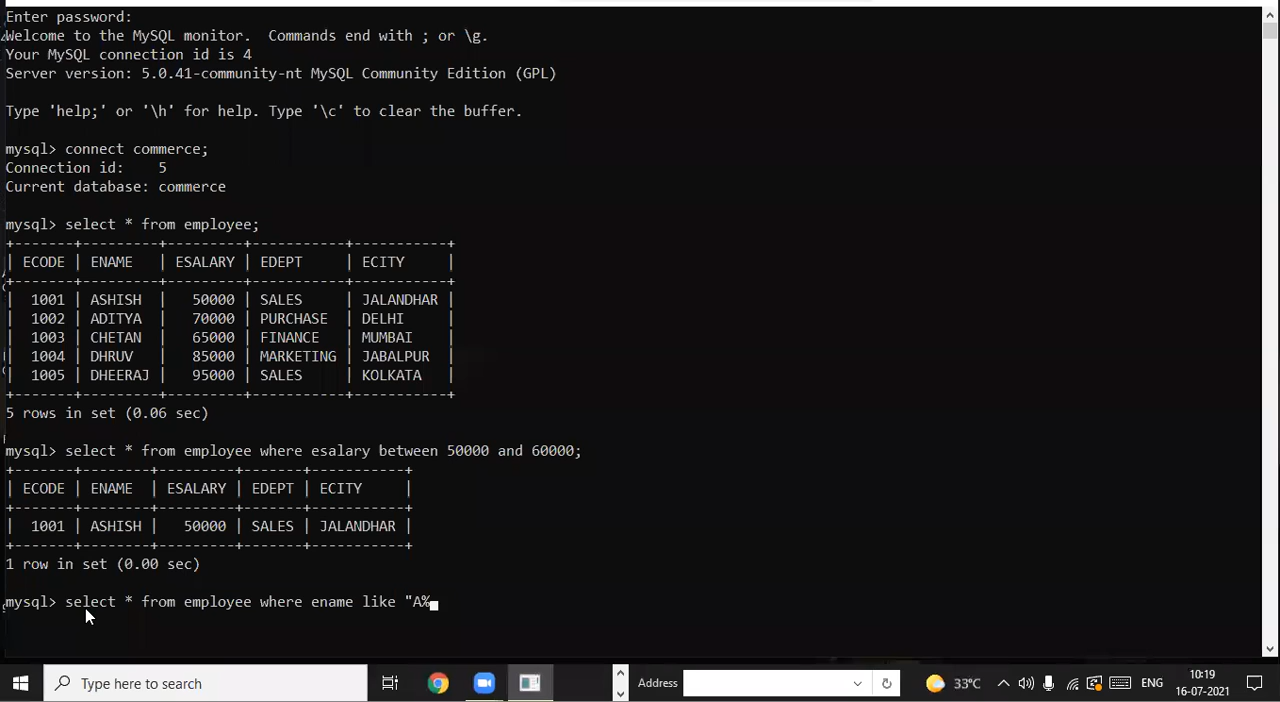 Enter password:
Welcome to the MySQL monitor.  Commands end with ; or \g.
Your MySQL connection id is 4
Server version: 5.0.41-community-nt MySQL Community Edition (GPL)
Type 'help;' or '\h' for help. Type '\c' to clear the buffer.
mysql> connect commerce;
Connection id:    5
Current database: commerce
mysql> select * from employee;
+-------+---------+---------+-----------+-----------+
| ECODE | ENAME   | ESALARY | EDEPT     | ECITY     |
+-------+---------+---------+-----------+-----------+
|  1001 | ASHISH  |   50000 | SALES     | JALANDHAR |
|  1002 | ADITYA  |   70000 | PURCHASE  | DELHI     |
|  1003 | CHETAN  |   65000 | FINANCE   | MUMBAI    |
|  1004 | DHRUV   |   85000 | MARKETING | JABALPUR  |
|  1005 | DHEERAJ |   95000 | SALES     | KOLKATA   |
+-------+---------+---------+-----------+-----------+
5 rows in set (0.06 sec)
mysql> select * from employee where esalary between 50000 and 60000;
+-------+--------+---------+-------+-----------+
| ECODE | ENAME  | ESALARY | EDEPT | ECITY     |
+-------+--------+---------+-------+-----------+
|  1001 | ASHISH |   50000 | SALES | JALANDHAR |
+-------+--------+---------+-------+-----------+
1 row in set (0.00 sec)
mysql> select * from employee where ename like "A%
Type here to search
Address
33°C
ENG
10:19
16-07-2021